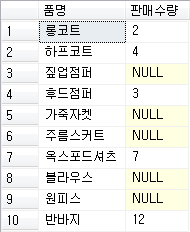 품명 판매수량
1 롱코트 2
2 하프코트 4
3 짚업점퍼 NULL
4 후드점퍼 3
5 가죽자켓 NULL
6 주름스커트 NULL
7 옥스포드셔츠 7
8 블라우스 NULL
9 원피스 NULL
10 반바지 12